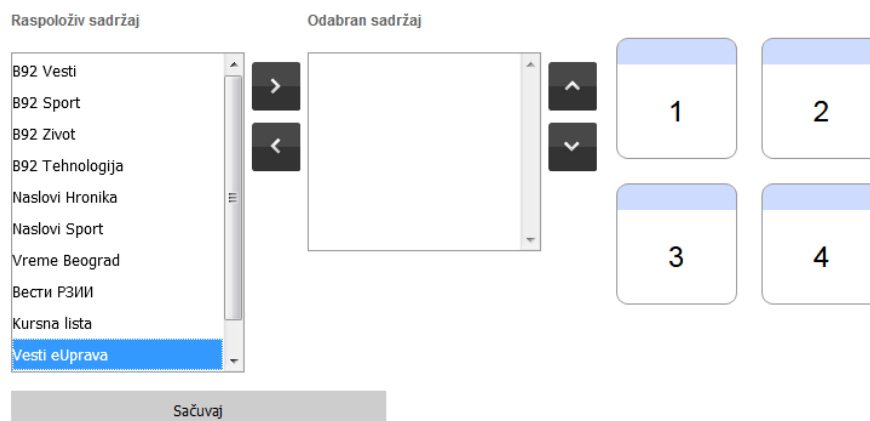 Raspoloživ sadržaj
Odabran sadržaj
B92 Vesti
B92 Sport
B92 Zivot
B92 Tehnologija
Naslovi Hronika
Naslovi Sport
Vreme Beograd
Вести РЗИИ
Kursna lista
Vesti eUprava
1
2
3
4
Sačuvaj